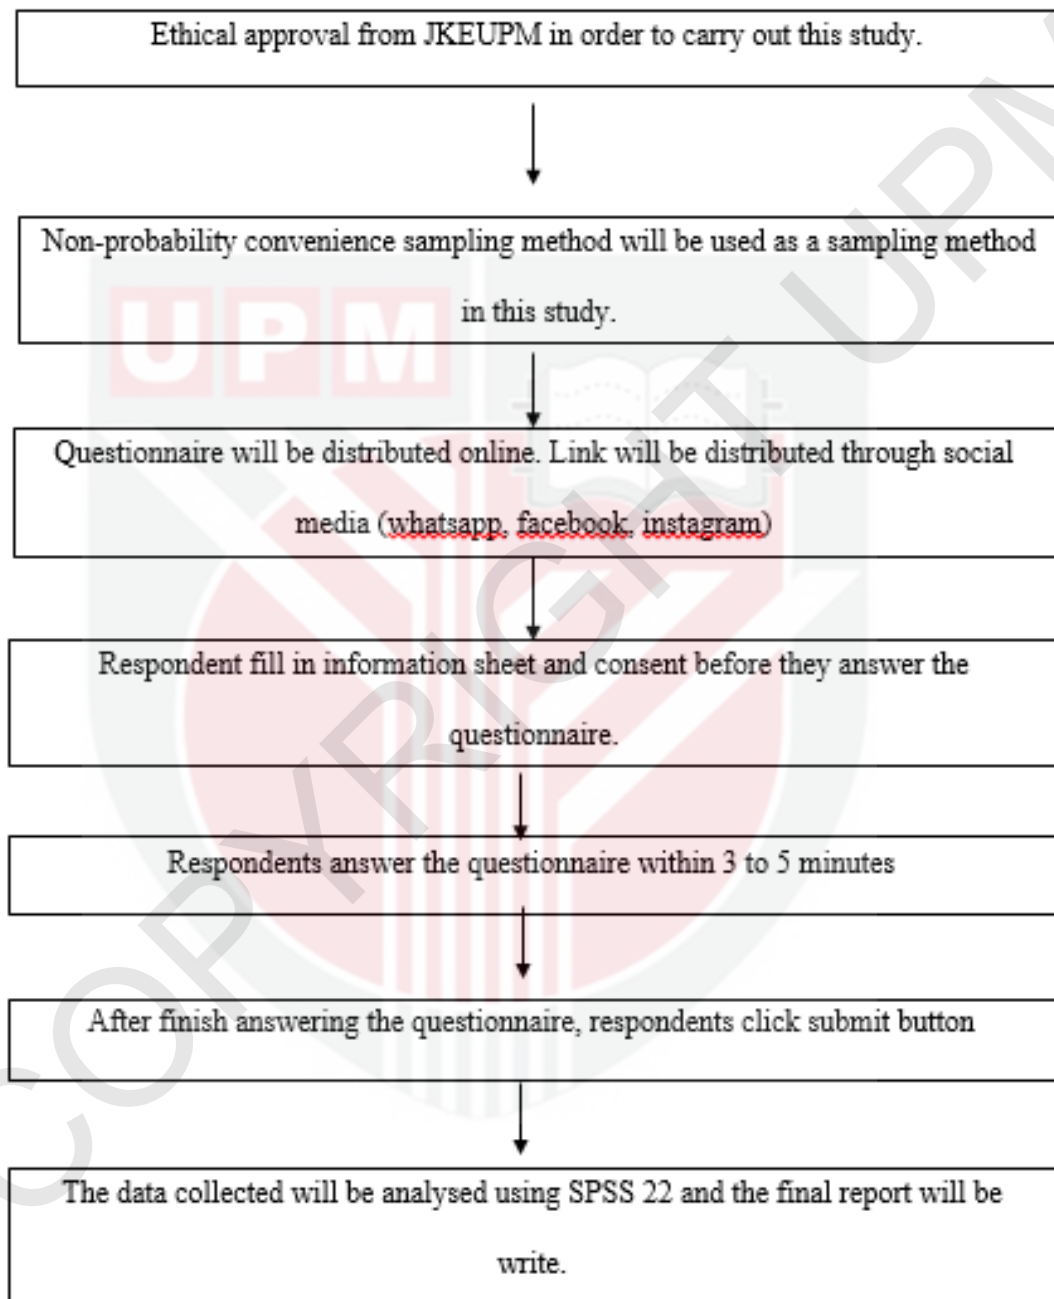 Ethical approval from JKEUPM in order to carry out this study.
Non-probability convenience sampling method will be used as a sampling method
in this study.
UPM
Questionnaire will be distributed online. Link will be distributed through social
media (whatsapp, facebook, instagram)
Respondent fill in information sheet and consent before they answer the
questionnaire.
Respondents answer the questionnaire within 3 to 5 minutes
After finish answering the questionnaire, respondents click submit button
The data collected will be analysed using SPSS 22 and the final report will be
write.
COPYRIGHT UPM